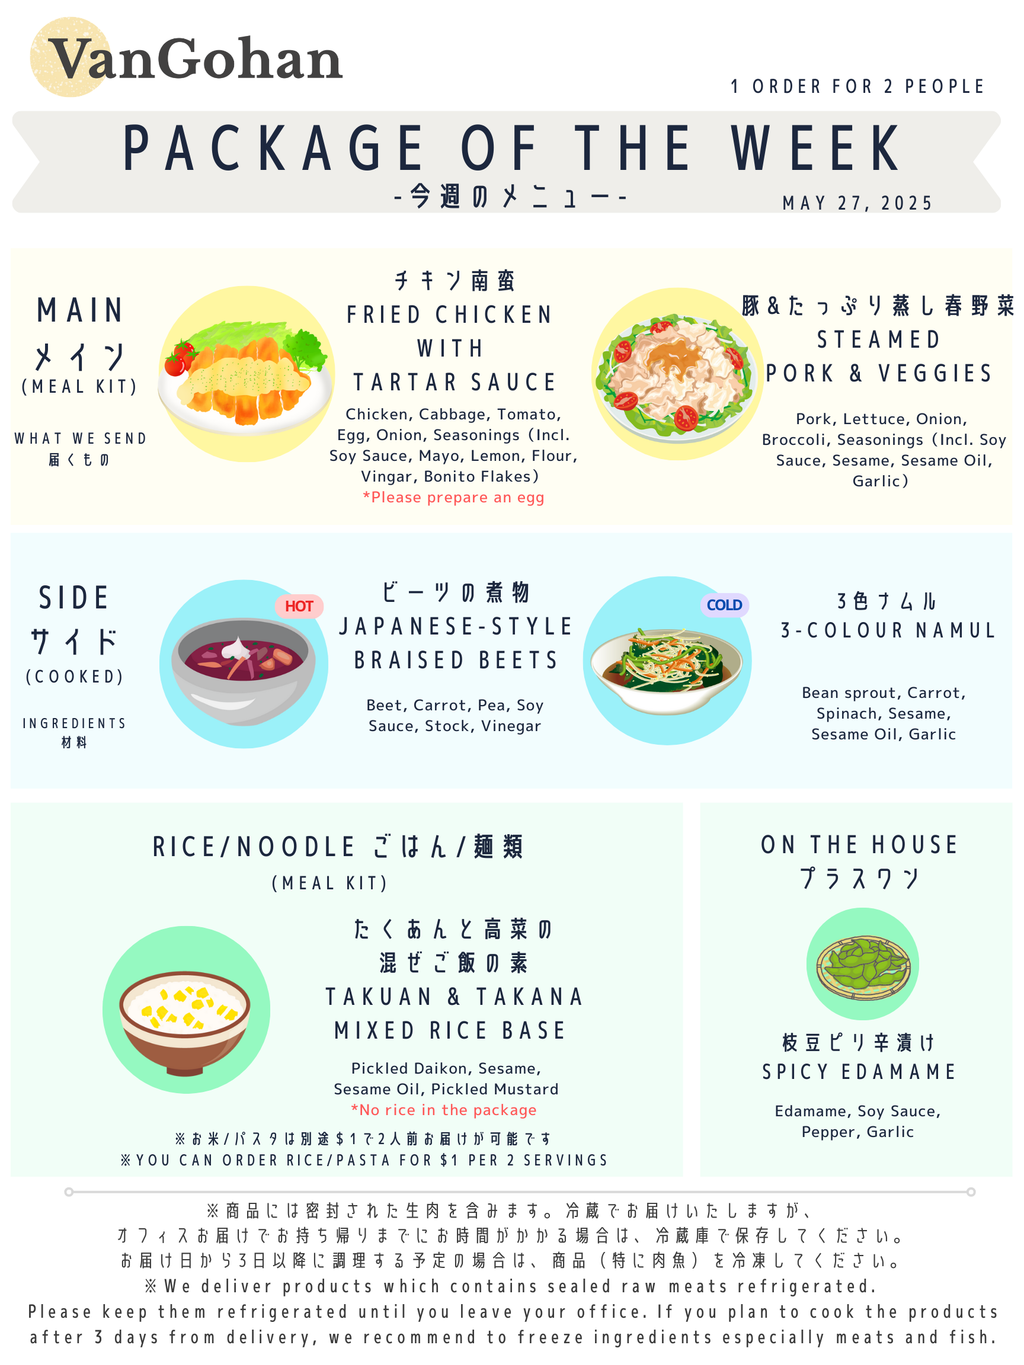 VanGohan
1 ORDER FOR 2 PEOPLE
PACKAGE OF THE WEEK
-今週のメニュー-
MAY 27, 2025
MAIN
メイン
(MEAL KIT)
WHAT WE SEND
届くもの
チキン南蛮
FRIED CHICKEN
WITH
TARTAR SAUCE
Chicken, Cabbage, Tomato,
Egg, Onion, Seasonings (Incl.
Soy Sauce, Mayo, Lemon, Flour,
Vingar, Bonito Flakes)
*Please prepare an egg
豚&たっぷり蒸し春野菜
STEAMED
PORK & VEGGIES
Pork, Lettuce, Onion,
Broccoli, Seasonings (Incl. Soy
Sauce, Sesame, Sesame Oil,
Garlic)
SIDE
サイド
(COOKED)
INGREDIENTS
材料
HOT
ビーツの煮物
JAPANESE-STYLE
BRAISED BEETS
Beet, Carrot, Pea, Soy
Sauce, Stock, Vinegar
COLD
3色ナムル
3-COLOUR NAMUL
Bean sprout, Carrot,
Spinach, Sesame,
Sesame Oil, Garlic
RICE/NOODLE ごはん/麺類
(MEAL KIT)
たくあんと高菜の
混ぜご飯の素
TAKUAN & TAKANA
MIXED RICE BASE
Pickled Daikon, Sesame,
Sesame Oil, Pickled Mustard
*No rice in the package
※お米/パスタは別途$1で2人前お届けが可能です
※YOU CAN ORDER RICE/PASTA FOR $1 PER 2 SERVINGS
ON THE HOUSE
プラスワン
枝豆ピリ辛漬け
SPICY EDAMAME
Edamame, Soy Sauce,
Pepper, Garlic
※商品には密封された生肉を含みます。冷蔵でお届けいたしますが、
オフィスお届けでお持ち帰りまでにお時間がかかる場合は、冷蔵庫で保存してください。
お届け日から3日以降に調理する予定の場合は、商品（特に肉魚）を冷凍してください。
※We deliver products which contains sealed raw meats refrigerated.
Please keep them refrigerated until you leave your office. If you plan to cook the products
after 3 days from delivery, we recommend to freeze ingredients especially meats and fish.